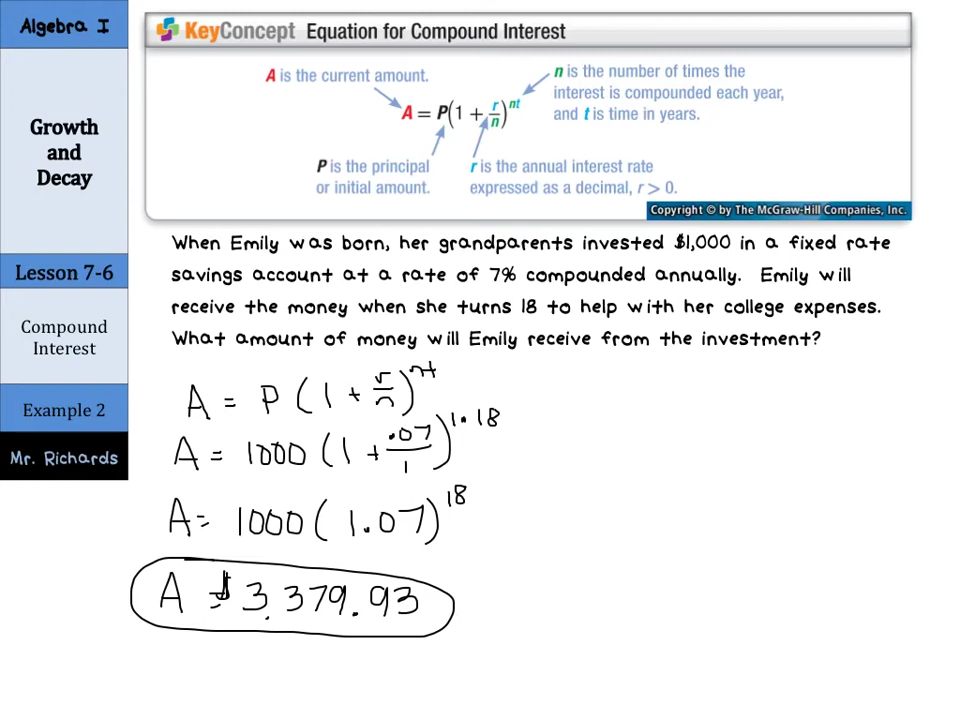 Algebra I
Growth
and
Decay
Lesson 7-6
Compound
Interest
Example 2
Mr. Richards
KeyConcept Equation for Compound Interest
A is the current amount.
n is the number of times the
interest is compounded each year,
and t is time in years.
A = P(1 + r/n)^nt
P is the principal
or initial amount.
r is the annual interest rate
expressed as a decimal, r > 0.
Copyright © by The McGraw-Hill Companies, Inc.
When Emily was born, her grandparents invested $1,000 in a fixed rate
savings account at a rate of 7% compounded annually. Emily will
receive the money when she turns 18 to help with her college expenses.
What amount of money will Emily receive from the investment?
A = P (1 + r/n)^nt
A = 1000 (1 + .07/1)^1·18
A = 1000 (1.07)^18
A = $3,379.93